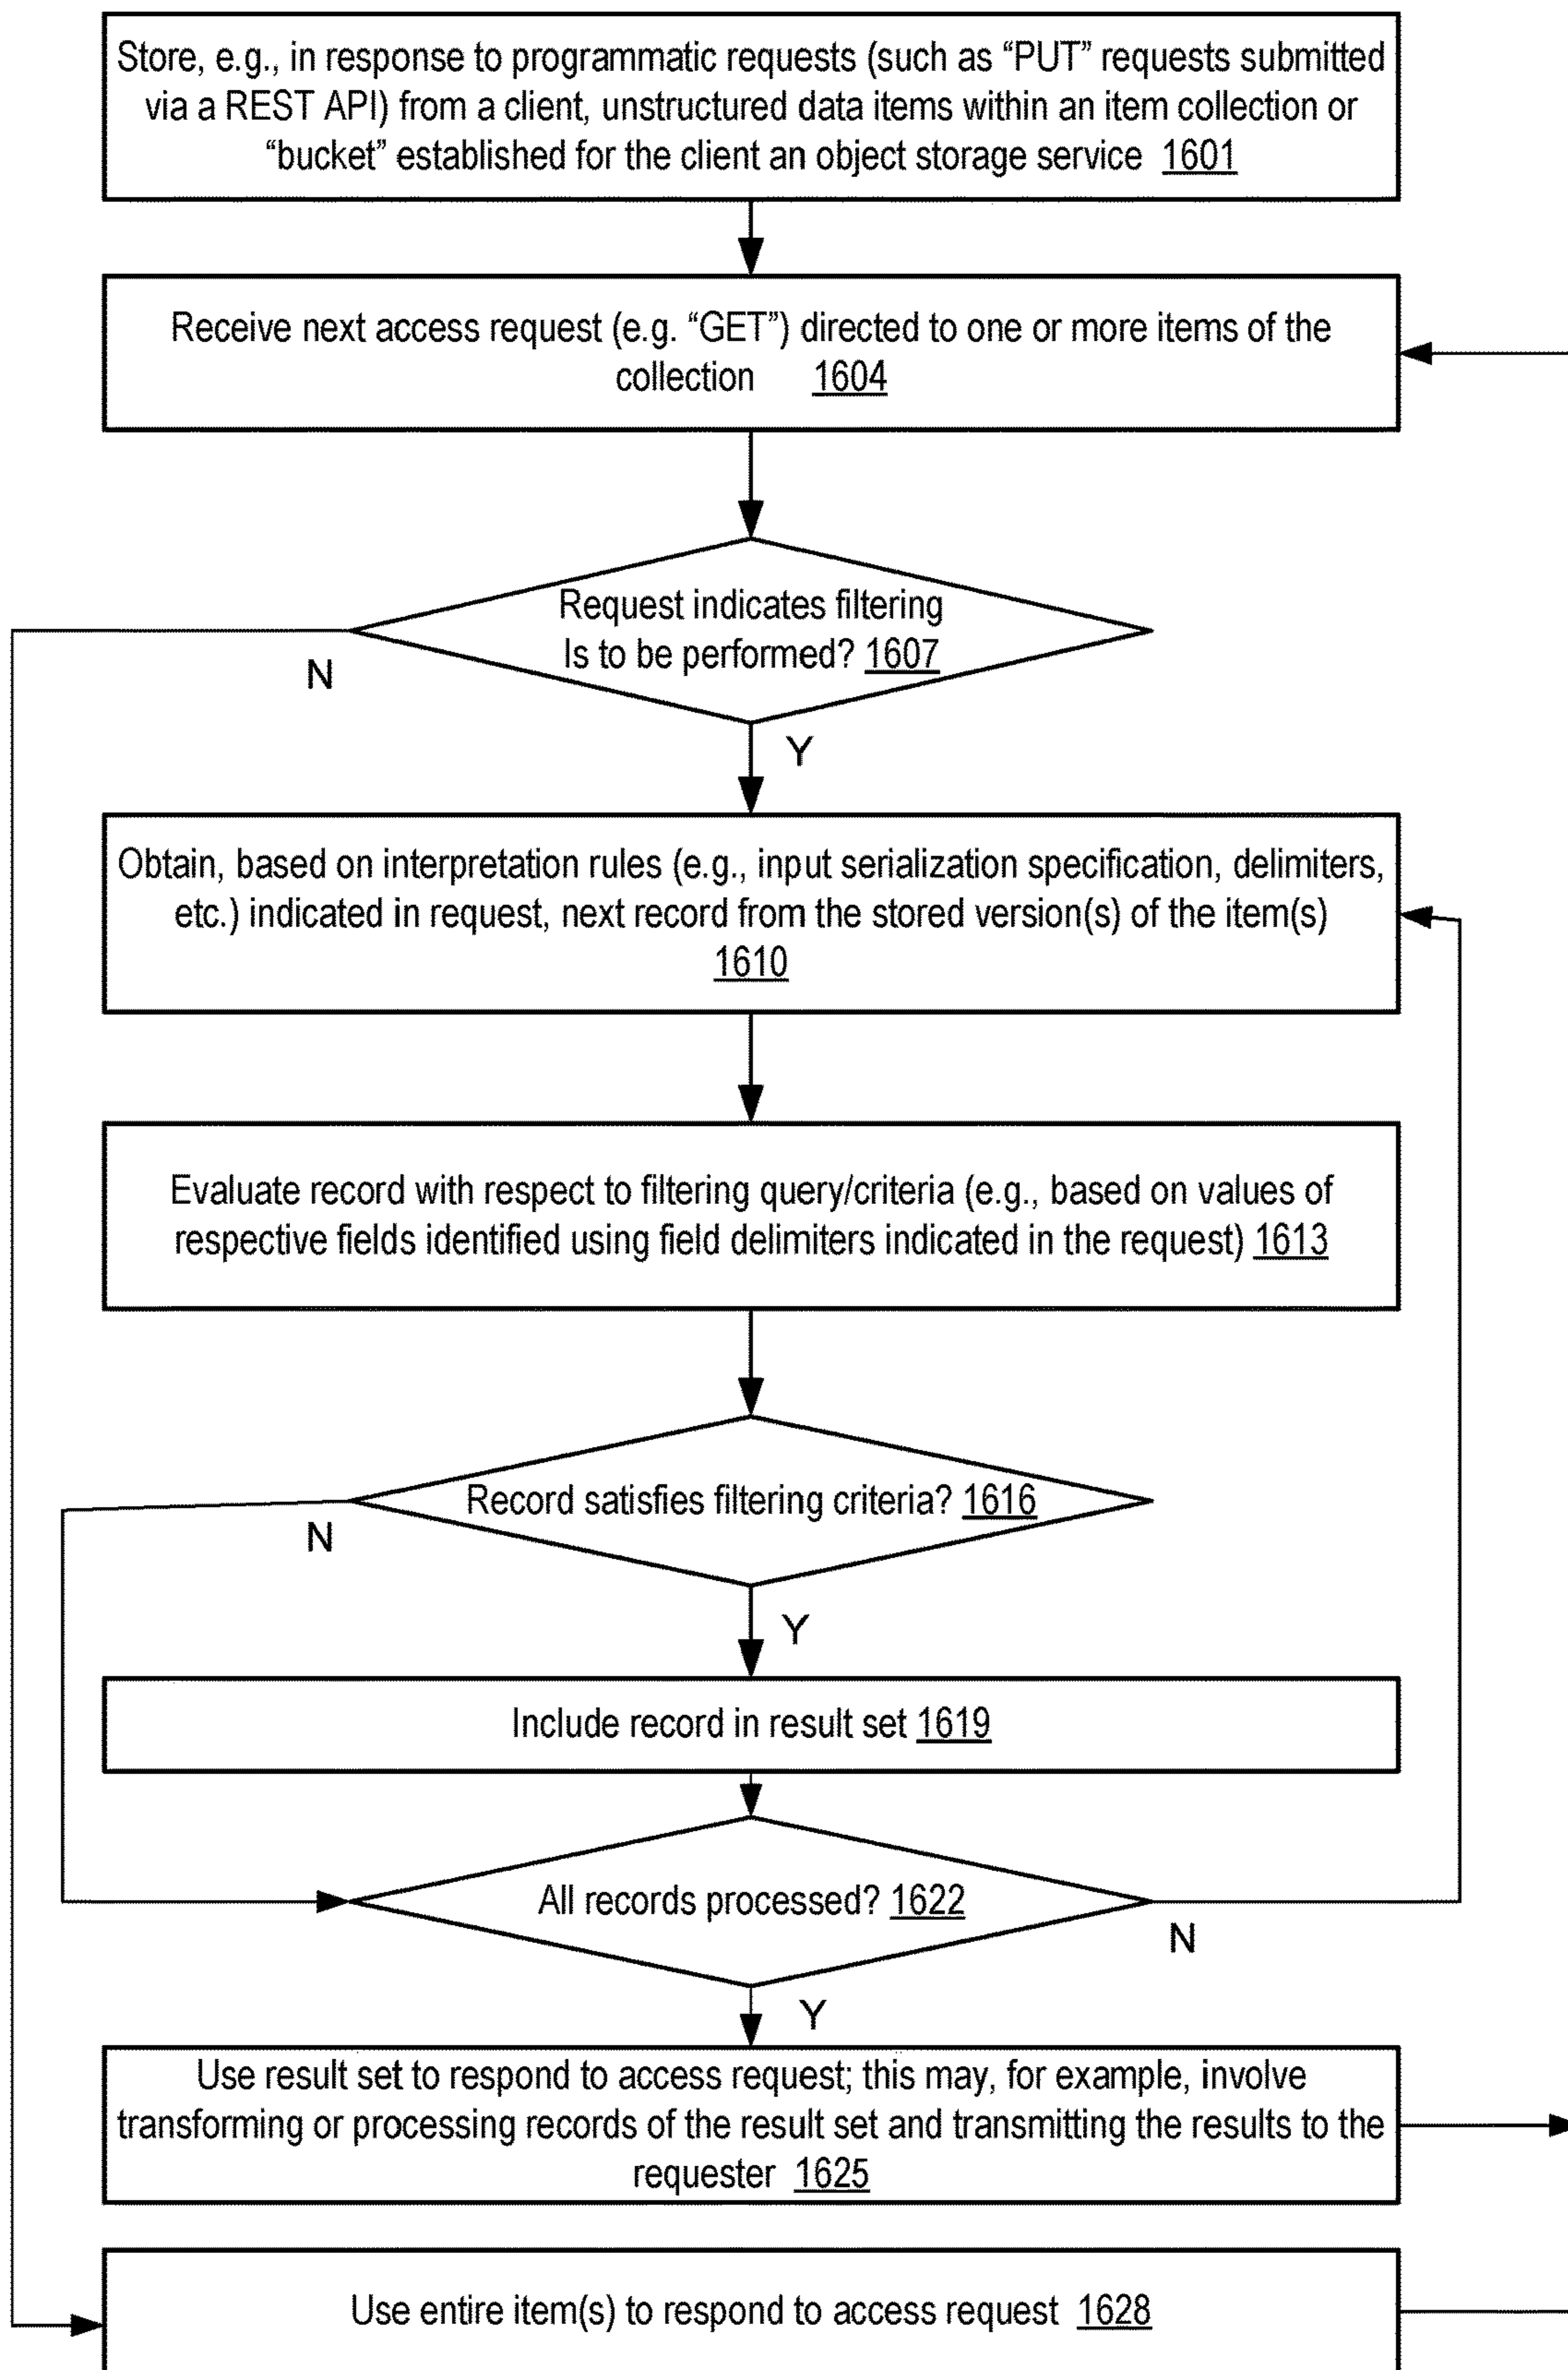 Store, e.g., in response to programmatic requests (such as “PUT” requests submitted
via a REST API) from a client, unstructured data items within an item collection or
“bucket” established for the client an object storage service 1601
Receive next access request (e.g. “GET”) directed to one or more items of the
collection 1604
Request indicates filtering
Is to be performed? 1607
N
Y
Obtain, based on interpretation rules (e.g., input serialization specification, delimiters,
etc.) indicated in request, next record from the stored version(s) of the item(s)
1610
Evaluate record with respect to filtering query/criteria (e.g., based on values of
respective fields identified using field delimiters indicated in the request) 1613
Record satisfies filtering criteria? 1616
N
Y
Include record in result set 1619
All records processed? 1622
N
Y
Use result set to respond to access request; this may, for example, involve
transforming or processing records of the result set and transmitting the results to the
requester 1625
Use entire item(s) to respond to access request 1628